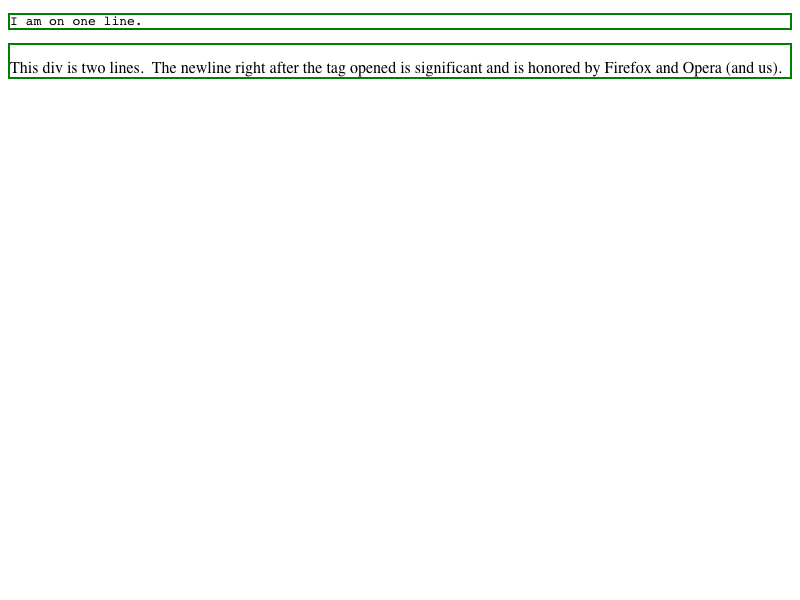 I am on one line.
This div is two lines.  The newline right after the tag opened is significant and is honored by Firefox and Opera (and us).